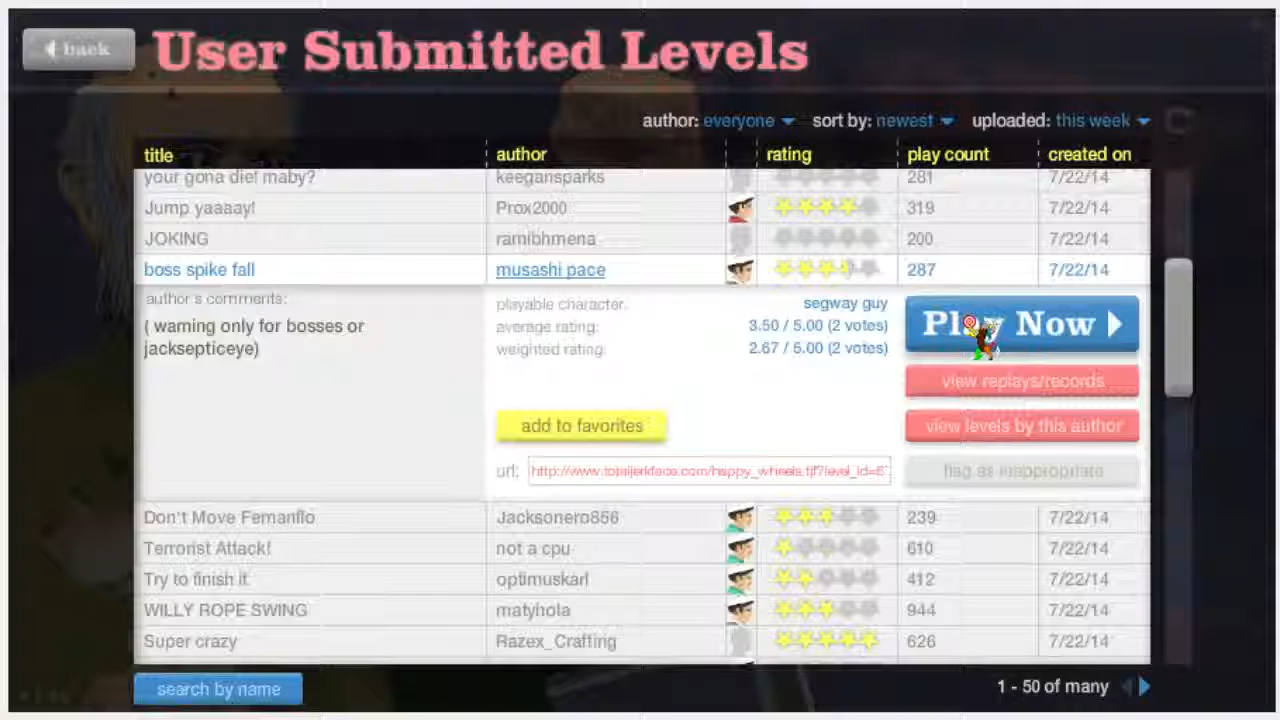 back
User Submitted Levels
author: everyone sort by: newest uploaded: this week
title author rating play count created on
your gona die! maby? keegansparks 281 7/22/14
Jump yaaaay! Prox2000 319 7/22/14
JOKING ramibhmena 200 7/22/14
boss spike fall musashi pace 287 7/22/14
author's comments:
( warning only for bosses or
jacksepticeye)
playable character: segway guy
average rating: 3.50 / 5.00 (2 votes)
weighted rating: 2.67 / 5.00 (2 votes)
add to favorites
url: http://www.totaljerkface.com/happy_wheels.tjf?level_id=6
Play Now
view replays/records
view levels by this author
flag as inappropriate
Don't Move Fernanflo Jacksonero856 239 7/22/14
Terrorist Attack! not a cpu 610 7/22/14
Try to finish it optimuskarl 412 7/22/14
WILLY ROPE SWING matyhola 944 7/22/14
Super crazy Razex_Crafting 626 7/22/14
search by name
1 - 50 of many